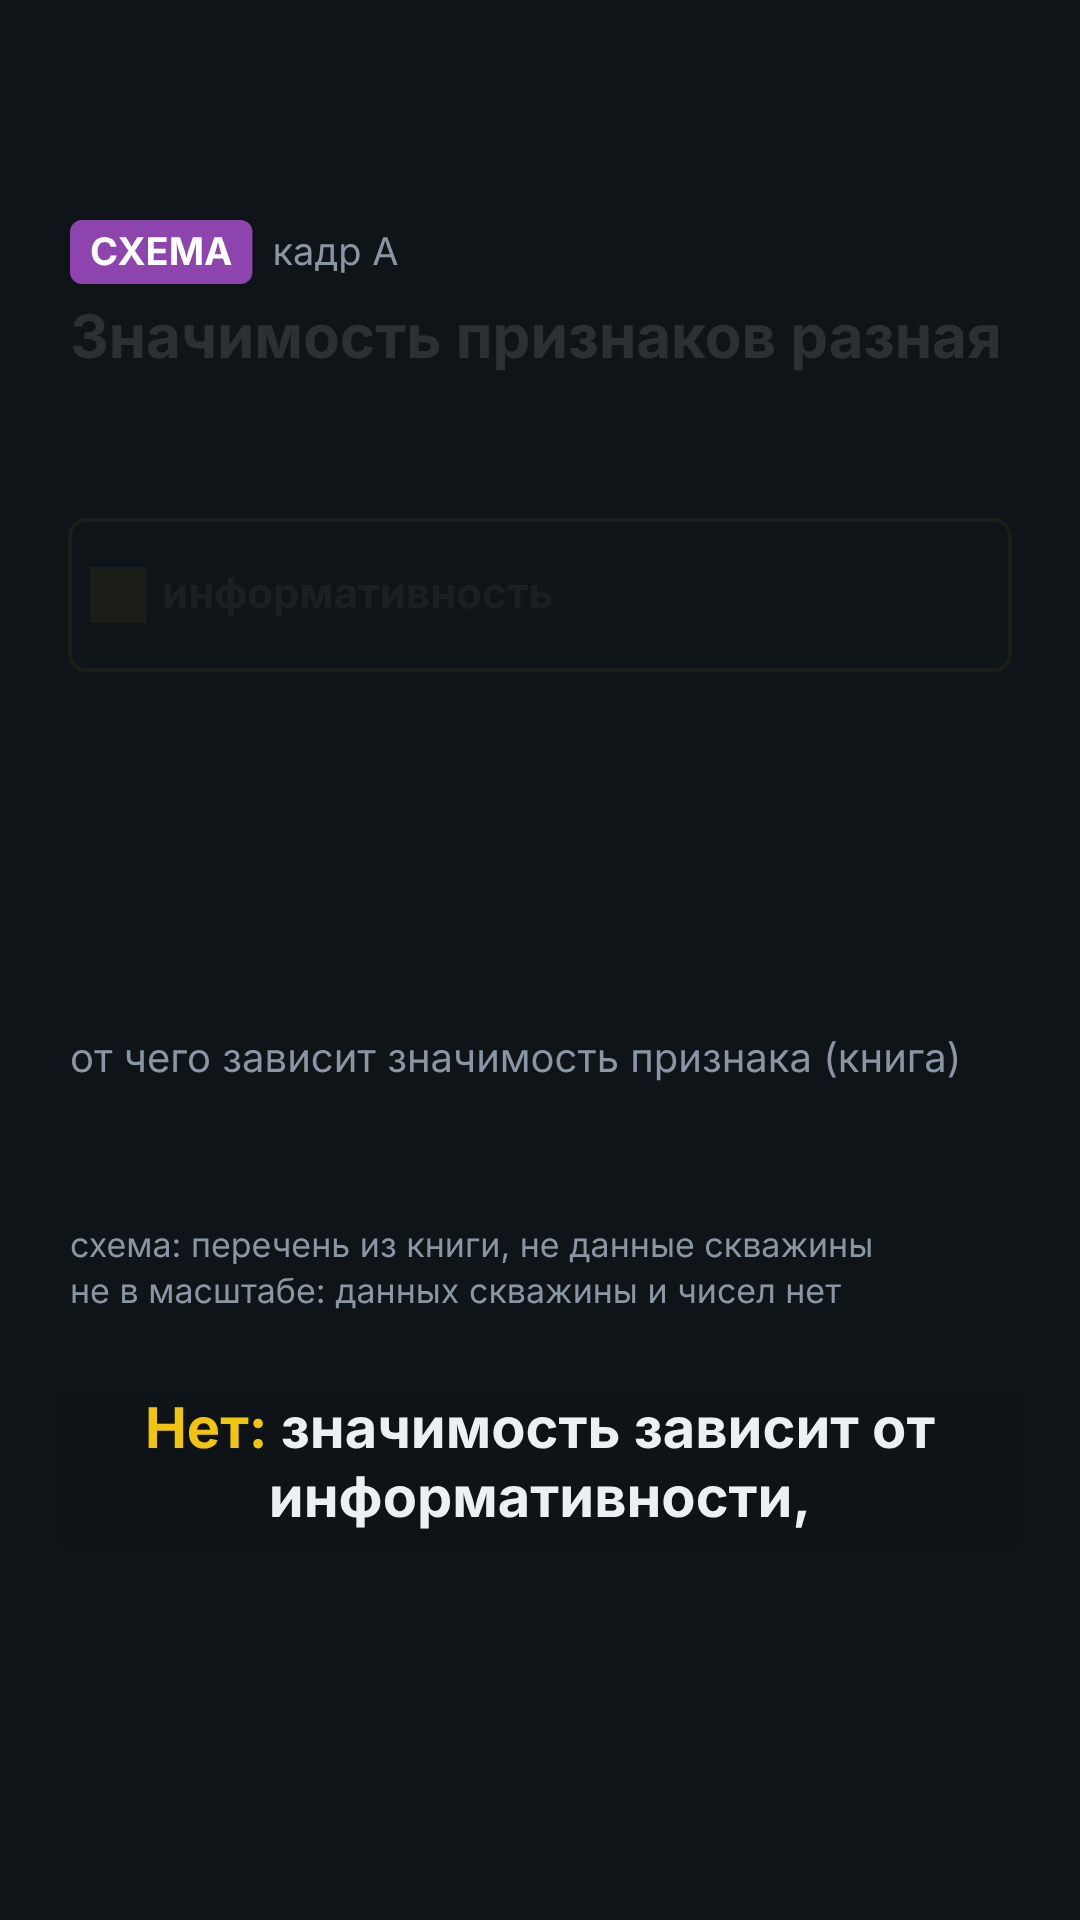 СХЕМА кадр А
Значимость признаков разная
информативность
от чего зависит значимость признака (книга)
схема: перечень из книги, не данные скважины
не в масштабе: данных скважины и чисел нет
Нет: значимость зависит от
информативности,